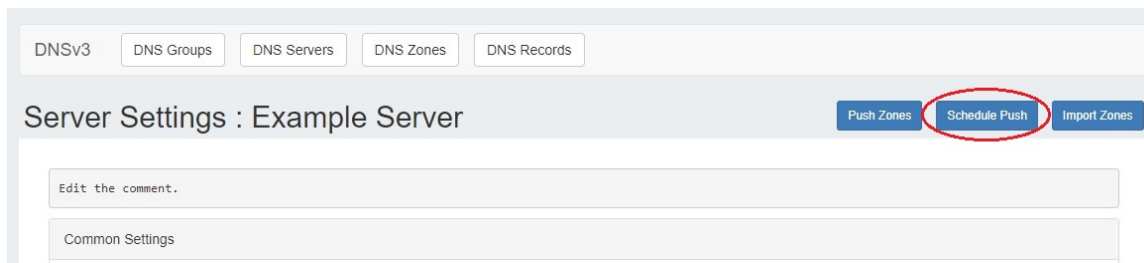 DNSv3 DNS Groups DNS Servers DNS Zones DNS Records
Server Settings : Example Server Push Zones Schedule Push Import Zones
Edit the comment.
Common Settings